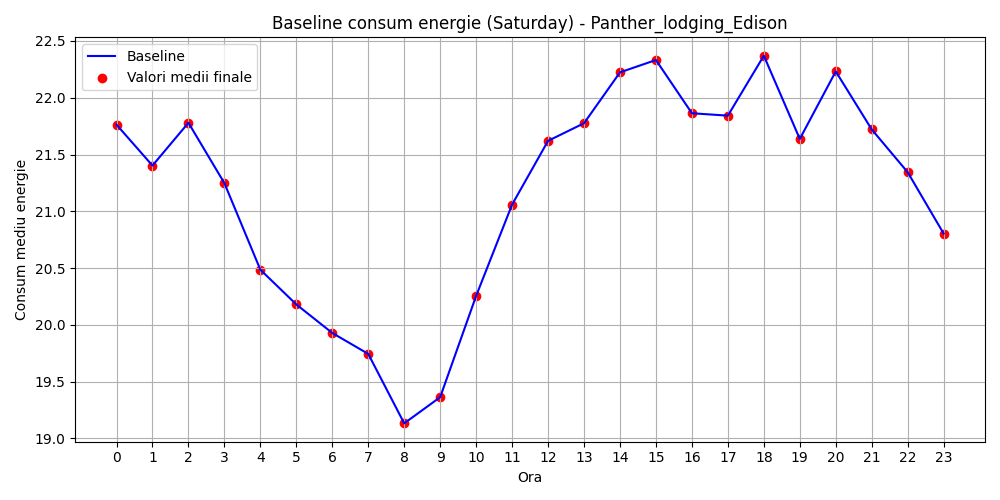 Baseline consum energie (Saturday) - Panther_lodging_Edison
Baseline
Valori medii finale
Consum mediu energie
22.5
22.0
21.5
21.0
20.5
20.0
19.5
19.0
0 1 2 3 4 5 6 7 8 9 10 11 12 13 14 15 16 17 18 19 20 21 22 23
Ora